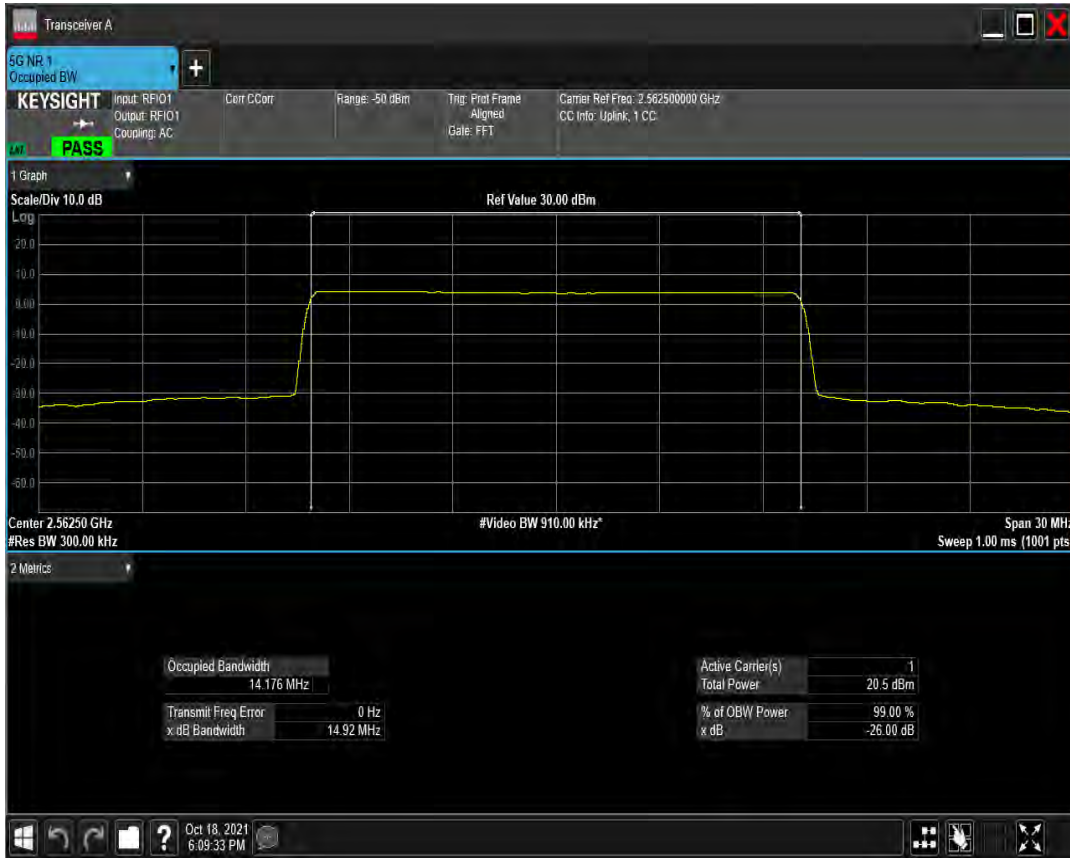 Transceiver A
5G NR 1
Occupied BW
+
KEYSIGHT
Input: RFIO1
Output: RFIO1
Coupling: AC
Corr CCorr
Range: -50 dBm
Trig: Prot Frame
Aligned
Gate: FFT
Carrier Ref Freq: 2.562500000 GHz
CC Info: Uplink, 1 CC
PASS
1 Graph
Scale/Div 10.0 dB
Ref Value 30.00 dBm
Log
20.0
10.0
0.00
-10.0
-20.0
-30.0
-40.0
-50.0
-60.0
Center 2.56250 GHz
#Video BW 910.00 kHz*
Span 30 MHz
#Res BW 300.00 kHz
Sweep 1.00 ms (1001 pts
2 Metrics
Occupied Bandwidth
14.176 MHz
Transmit Freq Error 0 Hz
x dB Bandwidth 14.92 MHz
Active Carrier(s) 1
Total Power 20.5 dBm
% of OBW Power 99.00 %
x dB -26.00 dB
?
Oct 18, 2021
6:09:33 PM